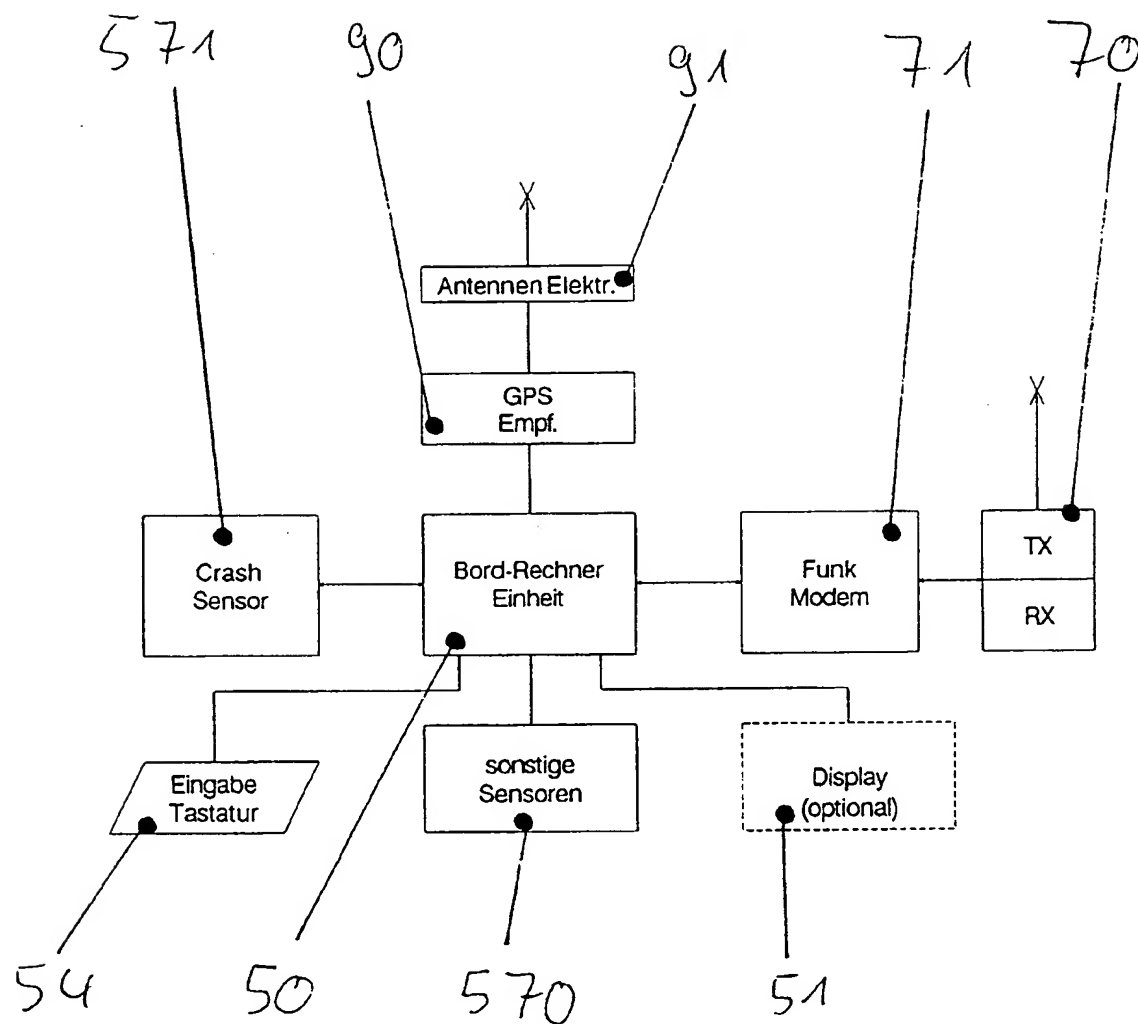 571
90
91
71
70
Antennen Elektr.
GPS
Empf.
Crash
Sensor
Bord-Rechner
Einheit
Funk
Modem
TX
RX
Eingabe
Tastatur
sonstige
Sensoren
Display
(optional)
54
50
570
51